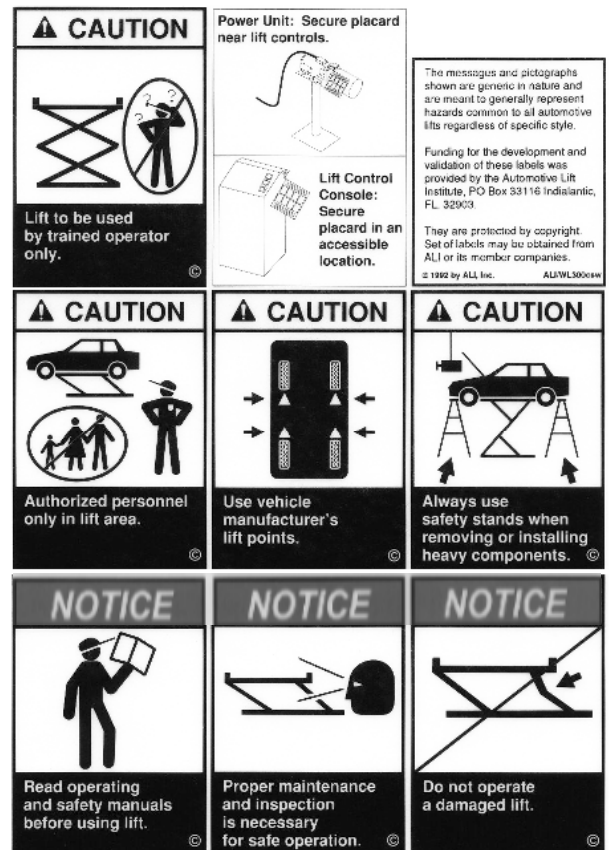 CAUTION
Lift to be used
by trained operator
only.
©
Power Unit: Secure placard
near lift controls.
Lift Control
Console:
Secure
placard in an
accessible
location.
The messages and pictographs
shown are generic in nature and
are meant to generally represent
hazards common to all automotive
lifts regardless of specific style.
Funding for the development and
validation of these labels was
provided by the Automotive Lift
Institute, PO Box 33116 Indialantic,
FL. 32903.
They are protected by copyright.
Set of labels may be obtained from
ALI or its member companies.
© 1992 by ALI, Inc.
CAUTION
Authorized personnel
only in lift area.
©
CAUTION
Use vehicle
manufacturer's
lift points.
©
CAUTION
Always use
safety stands when
removing or installing
heavy components. ©
NOTICE
Read operating
and safety manuals
before using lift.
©
NOTICE
Proper maintenance
and inspection
is necessary
for safe operation. ©
NOTICE
Do not operate
a damaged lift.
©